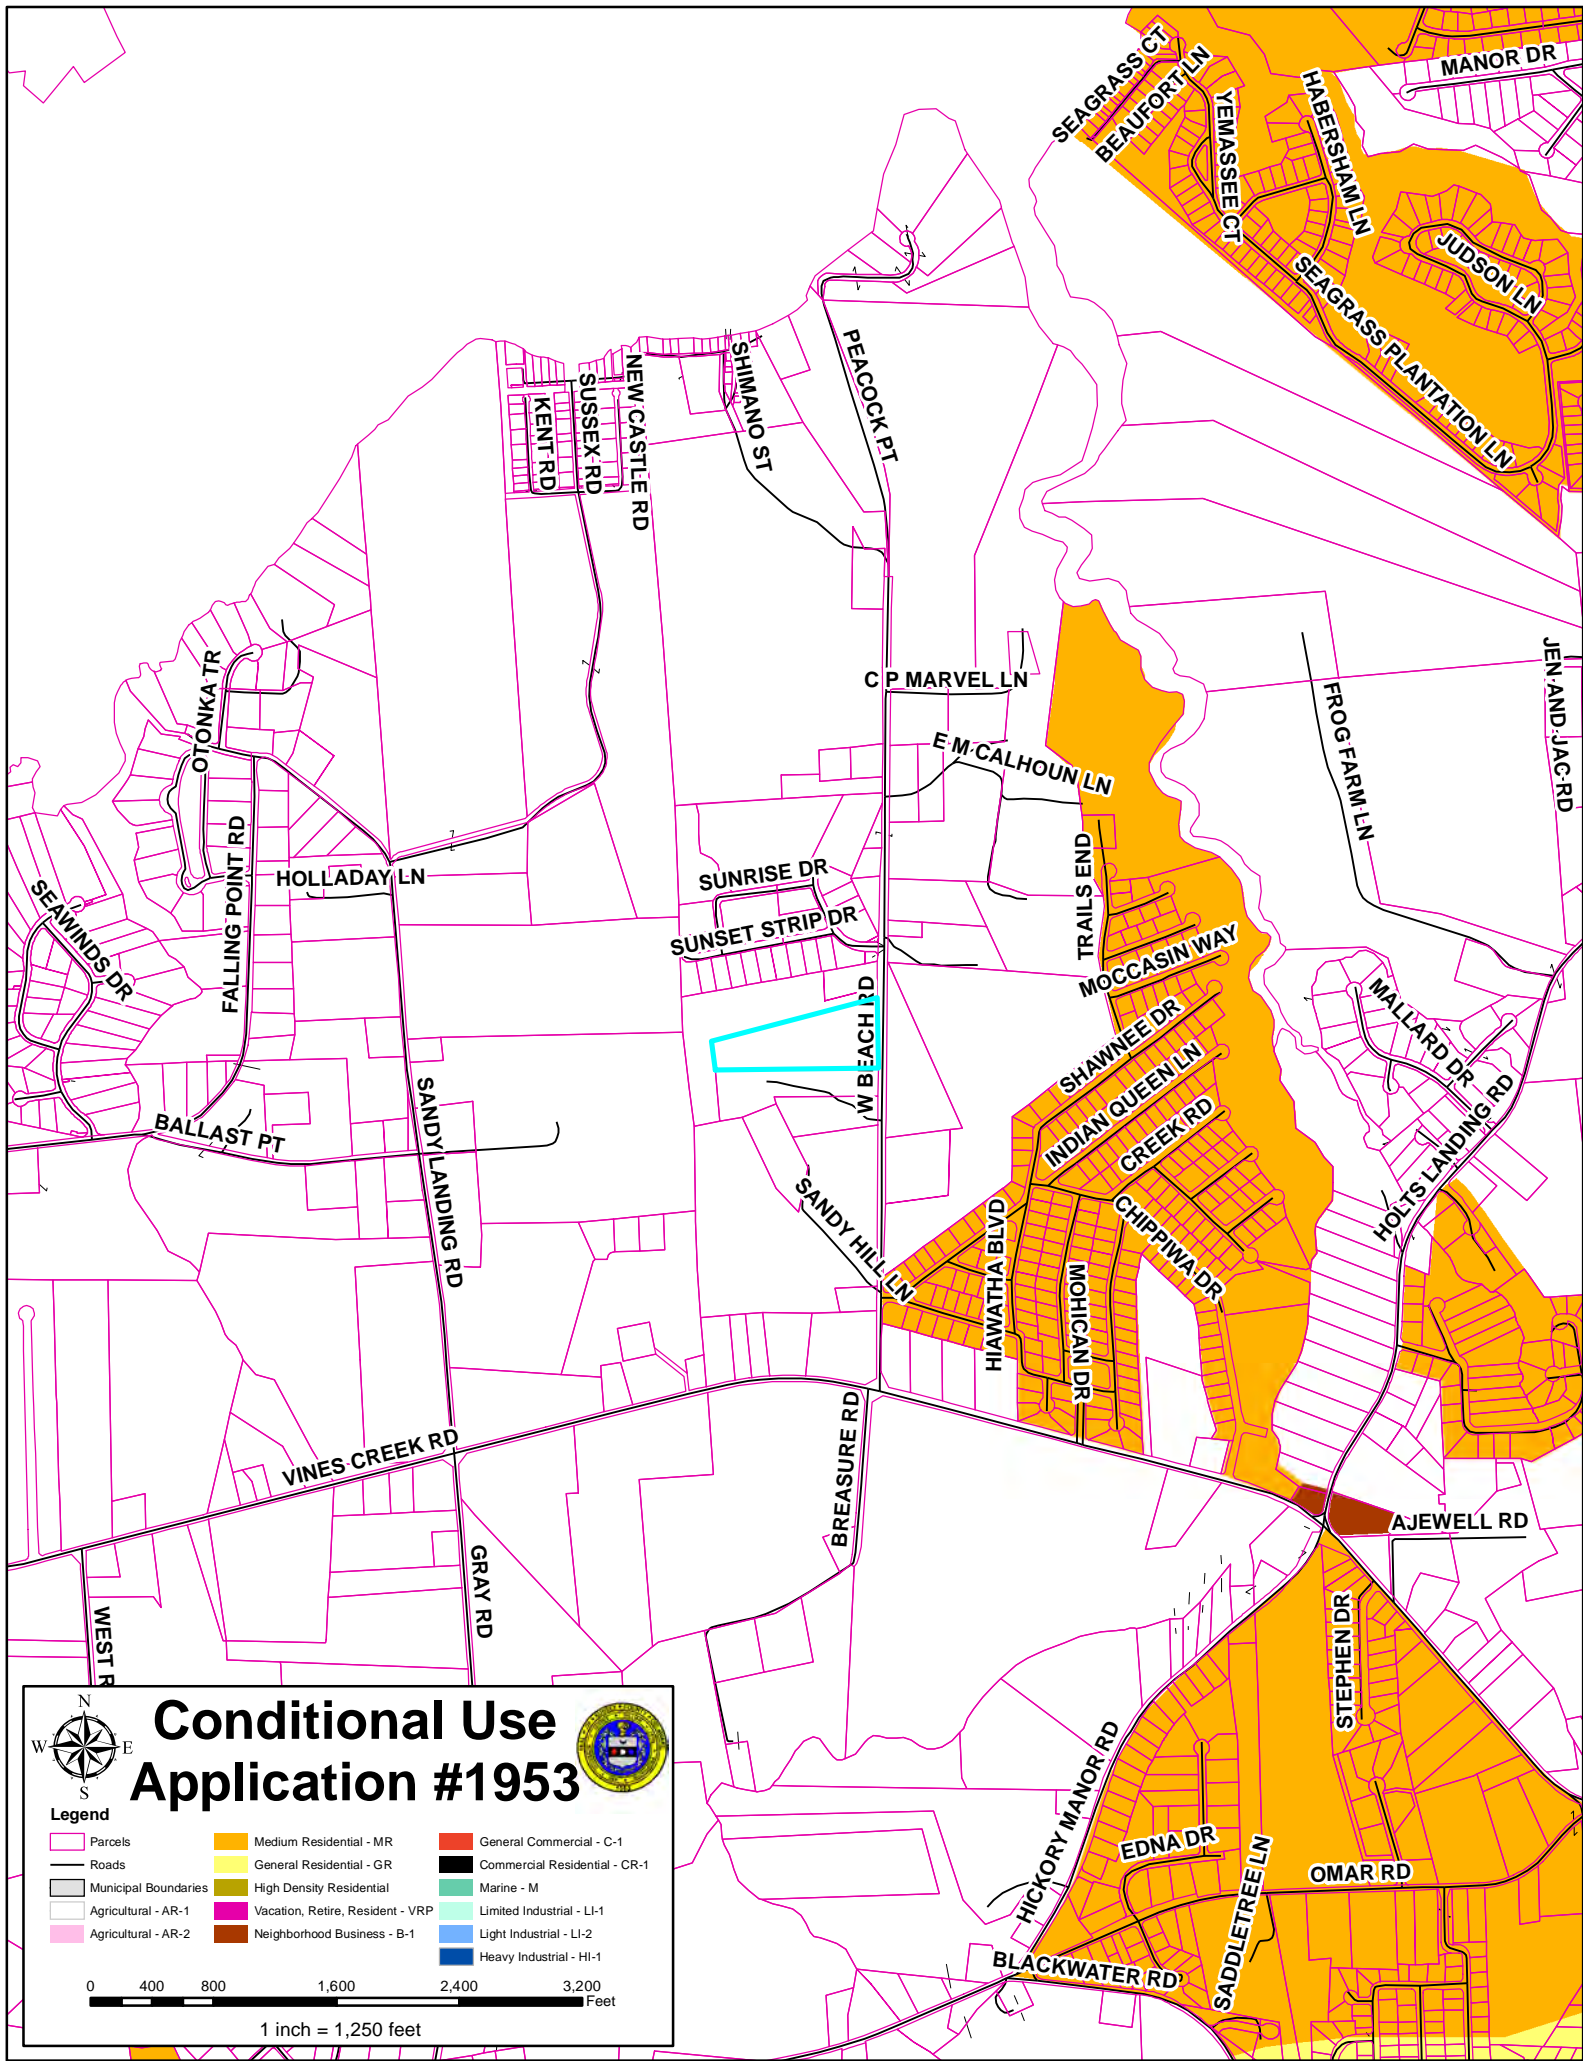 SEAGRASS CT
BEAUFORT LN
YEMASSEE CT
HABERSHAM LN
MANOR DR
JUDSON LN
SEAGRASS PLANTATION LN
PEACOCK PT
SHIMANO ST
NEW CASTLE RD
SUSSEX RD
KENT RD
C P MARVEL LN
E M CALHOUN LN
FROG FARM LN
JEN AND JAC RD
OTONKA TR
FALLING POINT RD
HOLLADAY LN
SEAWINDS DR
SUNRISE DR
SUNSET STRIP DR
TRAILS END
MOCCASIN WAY
SHAWNEE DR
INDIAN QUEEN LN
CREEK RD
CHIPPIWA DR
MALLARD DR
HOLTS LANDING RD
W BEACH RD
BALLAST PT
SANDY LANDING RD
SANDY HILL LN
HIAWATHA BLVD
MOHICAN DR
VINES CREEK RD
BREASURE RD
AJEWELL RD
GRAY RD
WEST R
STEPHEN DR
HICKORY MANOR RD
EDNA DR
SADDLETREE LN
OMAR RD
BLACKWATER RD
N
W E
S
Conditional Use
Application #1953
Legend
Parcels
Roads
Municipal Boundaries
Agricultural - AR-1
Agricultural - AR-2
Medium Residential - MR
General Residential - GR
High Density Residential
Vacation, Retire, Resident - VRP
Neighborhood Business - B-1
General Commercial - C-1
Commercial Residential - CR-1
Marine - M
Limited Industrial - LI-1
Light Industrial - LI-2
Heavy Industrial - HI-1
0 400 800 1,600 2,400 3,200
Feet
1 inch = 1,250 feet